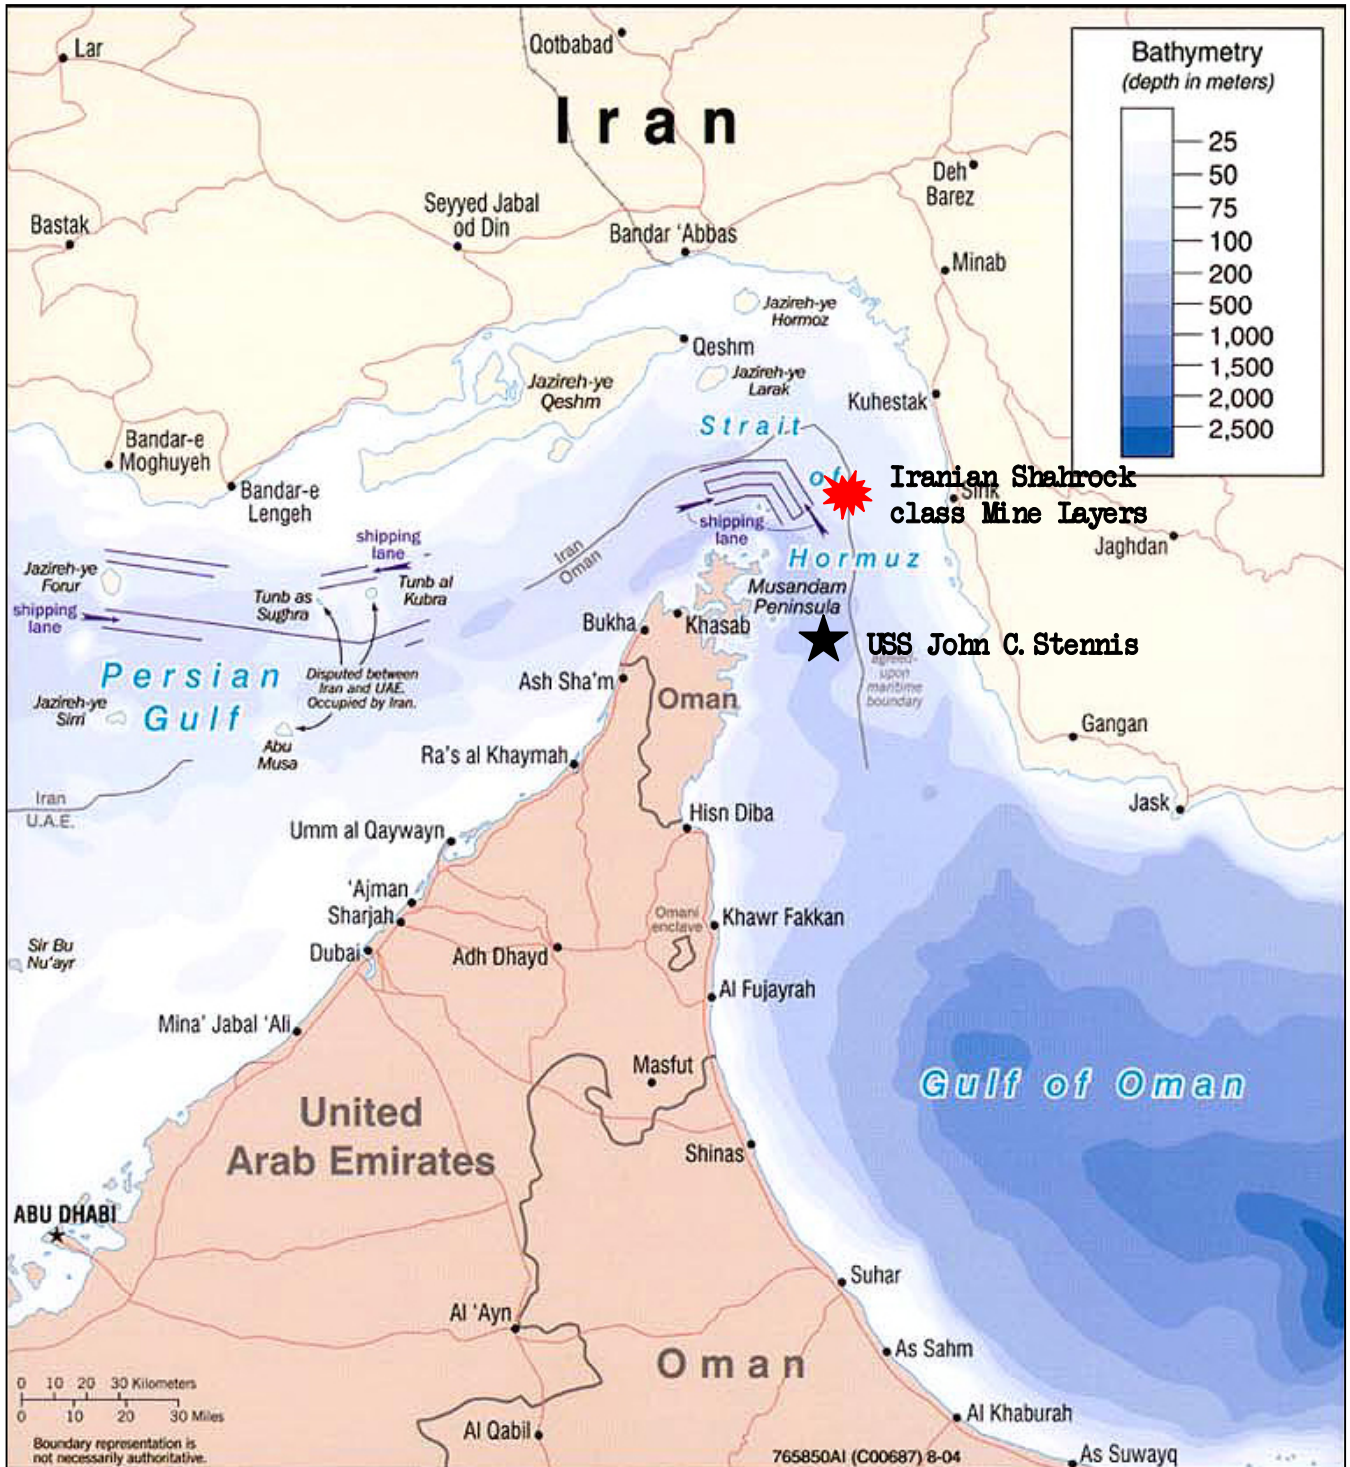 Lar
Qotbabad
Iran
Bathymetry
(depth in meters)
25
50
75
100
200
500
1,000
1,500
2,000
2,500
Deh
Barez
Bastak
Seyyed Jabal
od Din
Bandar ‘Abbas
Minab
Jazireh-ye
Hormoz
Qeshm
Jazireh-ye
Larak
Jazireh-ye
Qeshm
Kuhestak
Strait
of
Hormuz
Bandar-e
Moghuyeh
Bandar-e
Lengeh
Iranian Shahrock
class Mine Layers
Sirik
Jaghdan
shipping
lane
shipping
lane
Iran
Oman
Jazireh-ye
Forur
shipping
lane
Tunb as
Sughra
Tunb al
Kubra
Musandam
Peninsula
Bukha
Khasab
USS John C. Stennis
agreed-
upon
maritime
boundary
Persian
Gulf
Disputed between
Iran and UAE.
Occupied by Iran.
Ash Sha’m
Oman
Jazireh-ye
Sirri
Abu
Musa
Gangan
Ra’s al Khaymah
Iran
U.A.E.
Jask
Hisn Diba
Umm al Qaywayn
‘Ajman
Sharjah
Dubai
Omani
enclave
Khawr Fakkan
Adh Dhayd
Sir Bu
Nu‘ayr
Al Fujayrah
Mina’ Jabal ‘Ali
Masfut
Gulf of Oman
United
Arab Emirates
Shinas
ABU DHABI
Suhar
Al ‘Ayn
As Sahm
Oman
0 10 20 30 Kilometers
0 10 20 30 Miles
Boundary representation is
not necessarily authoritative.
Al Qabil
Al Khaburah
765850AI (C00687) 8-04
As Suwayq